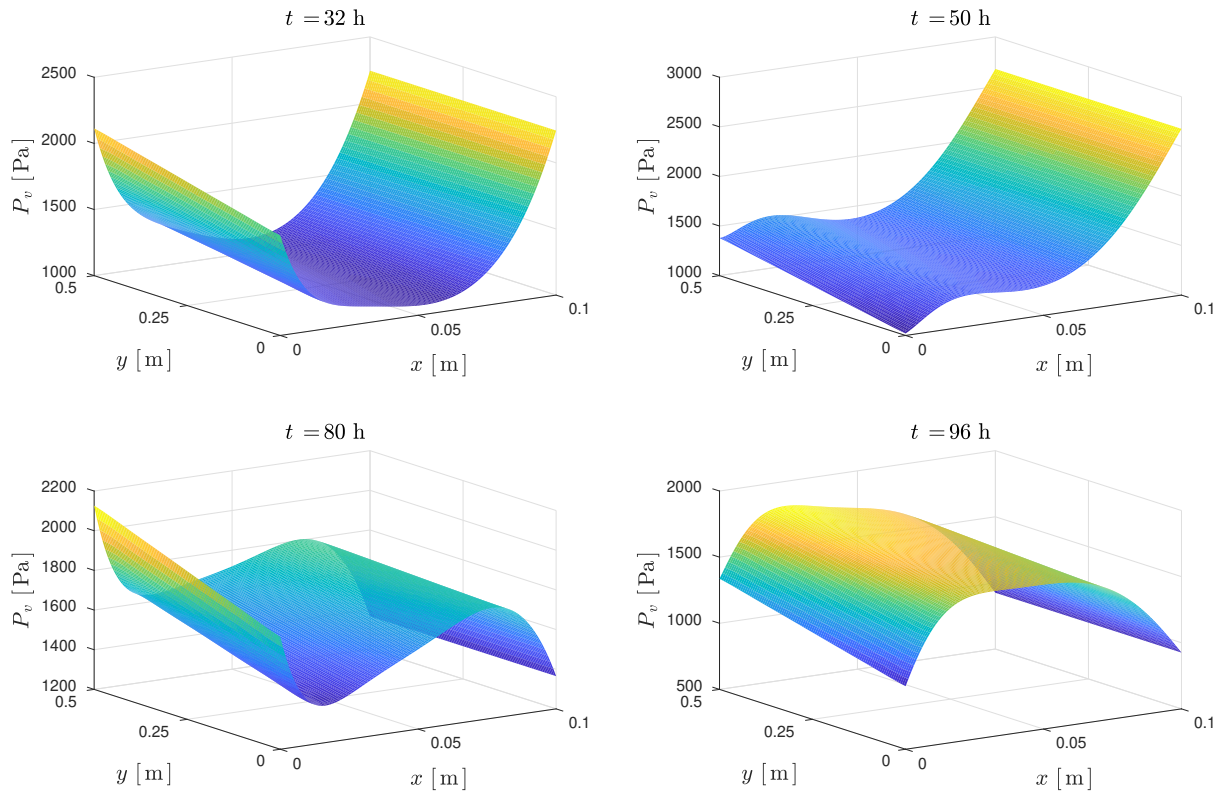 t = 32 h
2500
2000
1500
1000
P_v [Pa]
0.5
0.25
0
y [m]
0
0.05
0.1
x [m]
t = 50 h
3000
2500
2000
1500
1000
P_v [Pa]
0.5
0.25
0
y [m]
0
0.05
0.1
x [m]
t = 80 h
2200
2000
1800
1600
1400
1200
P_v [Pa]
0.5
0.25
0
y [m]
0
0.05
0.1
x [m]
t = 96 h
2000
1500
1000
500
P_v [Pa]
0.5
0.25
0
y [m]
0
0.05
0.1
x [m]